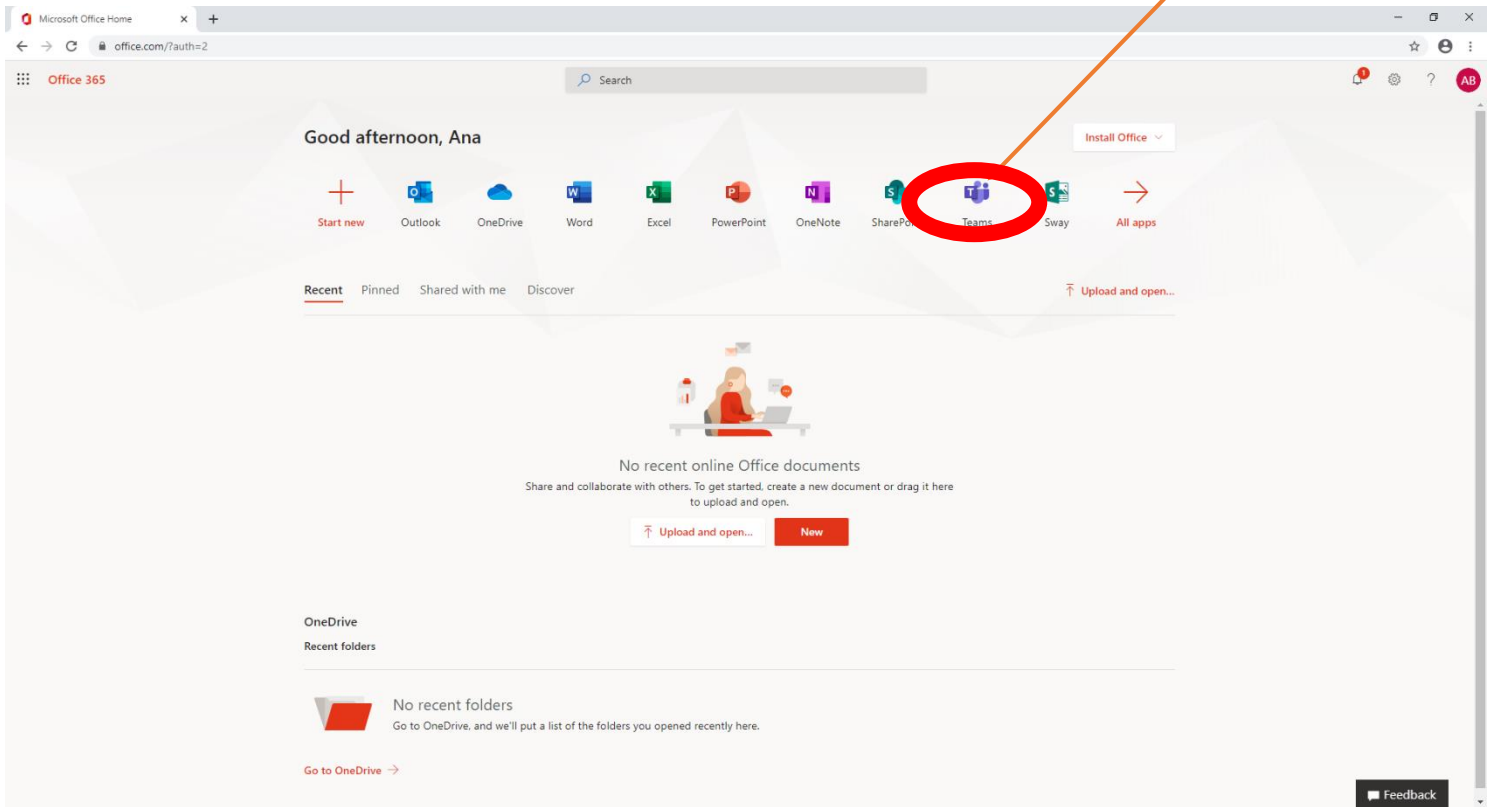 Microsoft Office Home
office.com/?auth=2
Office 365
Search
1
AB
Good afternoon, Ana
Install Office
Start new Outlook OneDrive Word Excel PowerPoint OneNote Teams Sway All apps
Recent Pinned Shared with me Discover
Upload and open...
No recent online Office documents
Share and collaborate with others. To get started, create a new document or drag it here
to upload and open.
Upload and open... New
OneDrive
Recent folders
No recent folders
Go to OneDrive, and we'll put a list of the folders you opened recently here.
Go to OneDrive
Feedback